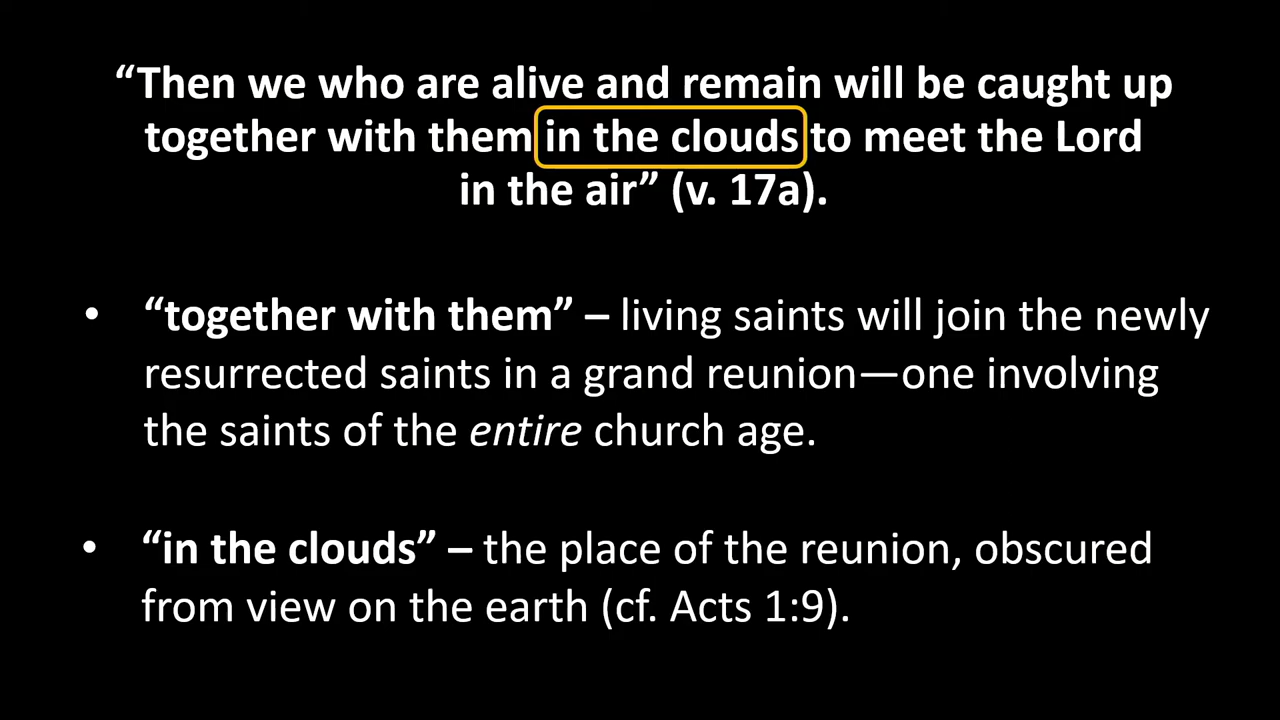 “Then we who are alive and remain will be caught up
together with them in the clouds to meet the Lord
in the air” (v. 17a).
• “together with them” – living saints will join the newly
resurrected saints in a grand reunion—one involving
the saints of the entire church age.
• “in the clouds” – the place of the reunion, obscured
from view on the earth (cf. Acts 1:9).